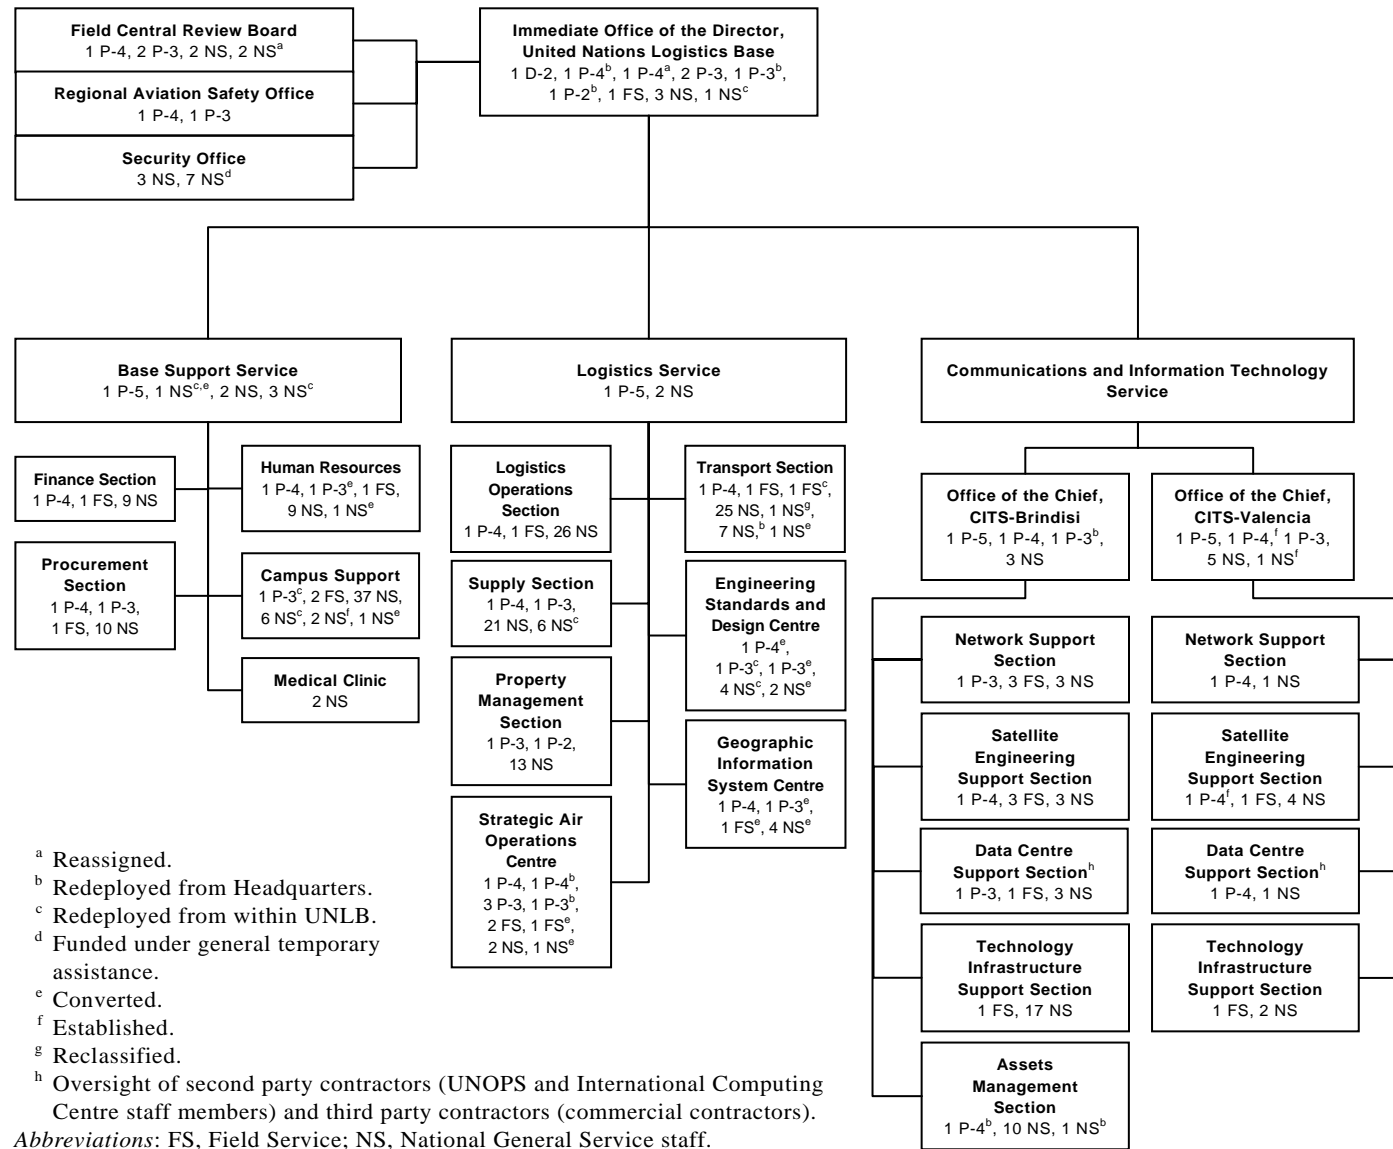 Field Central Review Board
1 P-4, 2 P-3, 2 NS, 2 NSᵃ
Regional Aviation Safety Office
1 P-4, 1 P-3
Security Office
3 NS, 7 NSᵈ
Immediate Office of the Director,
United Nations Logistics Base
1 D-2, 1 P-4ᵇ, 1 P-4ᵃ, 2 P-3, 1 P-3ᵇ,
1 P-2ᵇ, 1 FS, 3 NS, 1 NSᶜ
Base Support Service
1 P-5, 1 NSᶜ,ᵉ, 2 NS, 3 NSᶜ
Finance Section
1 P-4, 1 FS, 9 NS
Human Resources
1 P-4, 1 P-3ᵉ, 1 FS,
9 NS, 1 NSᵉ
Procurement
Section
1 P-4, 1 P-3,
1 FS, 10 NS
Campus Support
1 P-3ᶜ, 2 FS, 37 NS,
6 NSᶜ, 2 NSᶠ, 1 NSᵉ
Medical Clinic
2 NS
Logistics Service
1 P-5, 2 NS
Logistics
Operations
Section
1 P-4, 1 FS, 26 NS
Transport Section
1 P-4, 1 FS, 1 FSᶜ,
25 NS, 1 NSᵍ,
7 NS,ᵇ 1 NSᵉ
Supply Section
1 P-4, 1 P-3,
21 NS, 6 NSᶜ
Engineering
Standards and
Design Centre
1 P-4ᵉ,
1 P-3ᶜ, 1 P-3ᵉ,
4 NSᶜ, 2 NSᵉ
Property
Management
Section
1 P-3, 1 P-2,
13 NS
Geographic
Information
System Centre
1 P-4, 1 P-3ᵉ,
1 FSᵉ, 4 NSᵉ
Strategic Air
Operations
Centre
1 P-4, 1 P-4ᵇ,
3 P-3, 1 P-3ᵇ,
2 FS, 1 FSᵉ,
2 NS, 1 NSᵉ
Communications and Information Technology
Service
Office of the Chief,
CITS-Brindisi
1 P-5, 1 P-4, 1 P-3ᵇ,
3 NS
Network Support
Section
1 P-3, 3 FS, 3 NS
Satellite
Engineering
Support Section
1 P-4, 3 FS, 3 NS
Data Centre
Support Sectionʰ
1 P-3, 1 FS, 3 NS
Technology
Infrastructure
Support Section
1 FS, 17 NS
Assets
Management
Section
1 P-4ᵇ, 10 NS, 1 NSᵇ
Office of the Chief,
CITS-Valencia
1 P-5, 1 P-4,ᶠ 1 P-3,
5 NS, 1 NSᶠ
Network Support
Section
1 P-4, 1 NS
Satellite
Engineering
Support Section
1 P-4ᶠ, 1 FS, 4 NS
Data Centre
Support Sectionʰ
1 P-4, 1 NS
Technology
Infrastructure
Support Section
1 FS, 2 NS
ᵃ Reassigned.
ᵇ Redeployed from Headquarters.
ᶜ Redeployed from within UNLB.
ᵈ Funded under general temporary
assistance.
ᵉ Converted.
ᶠ Established.
ᵍ Reclassified.
ʰ Oversight of second party contractors (UNOPS and International Computing
Centre staff members) and third party contractors (commercial contractors).
Abbreviations: FS, Field Service; NS, National General Service staff.